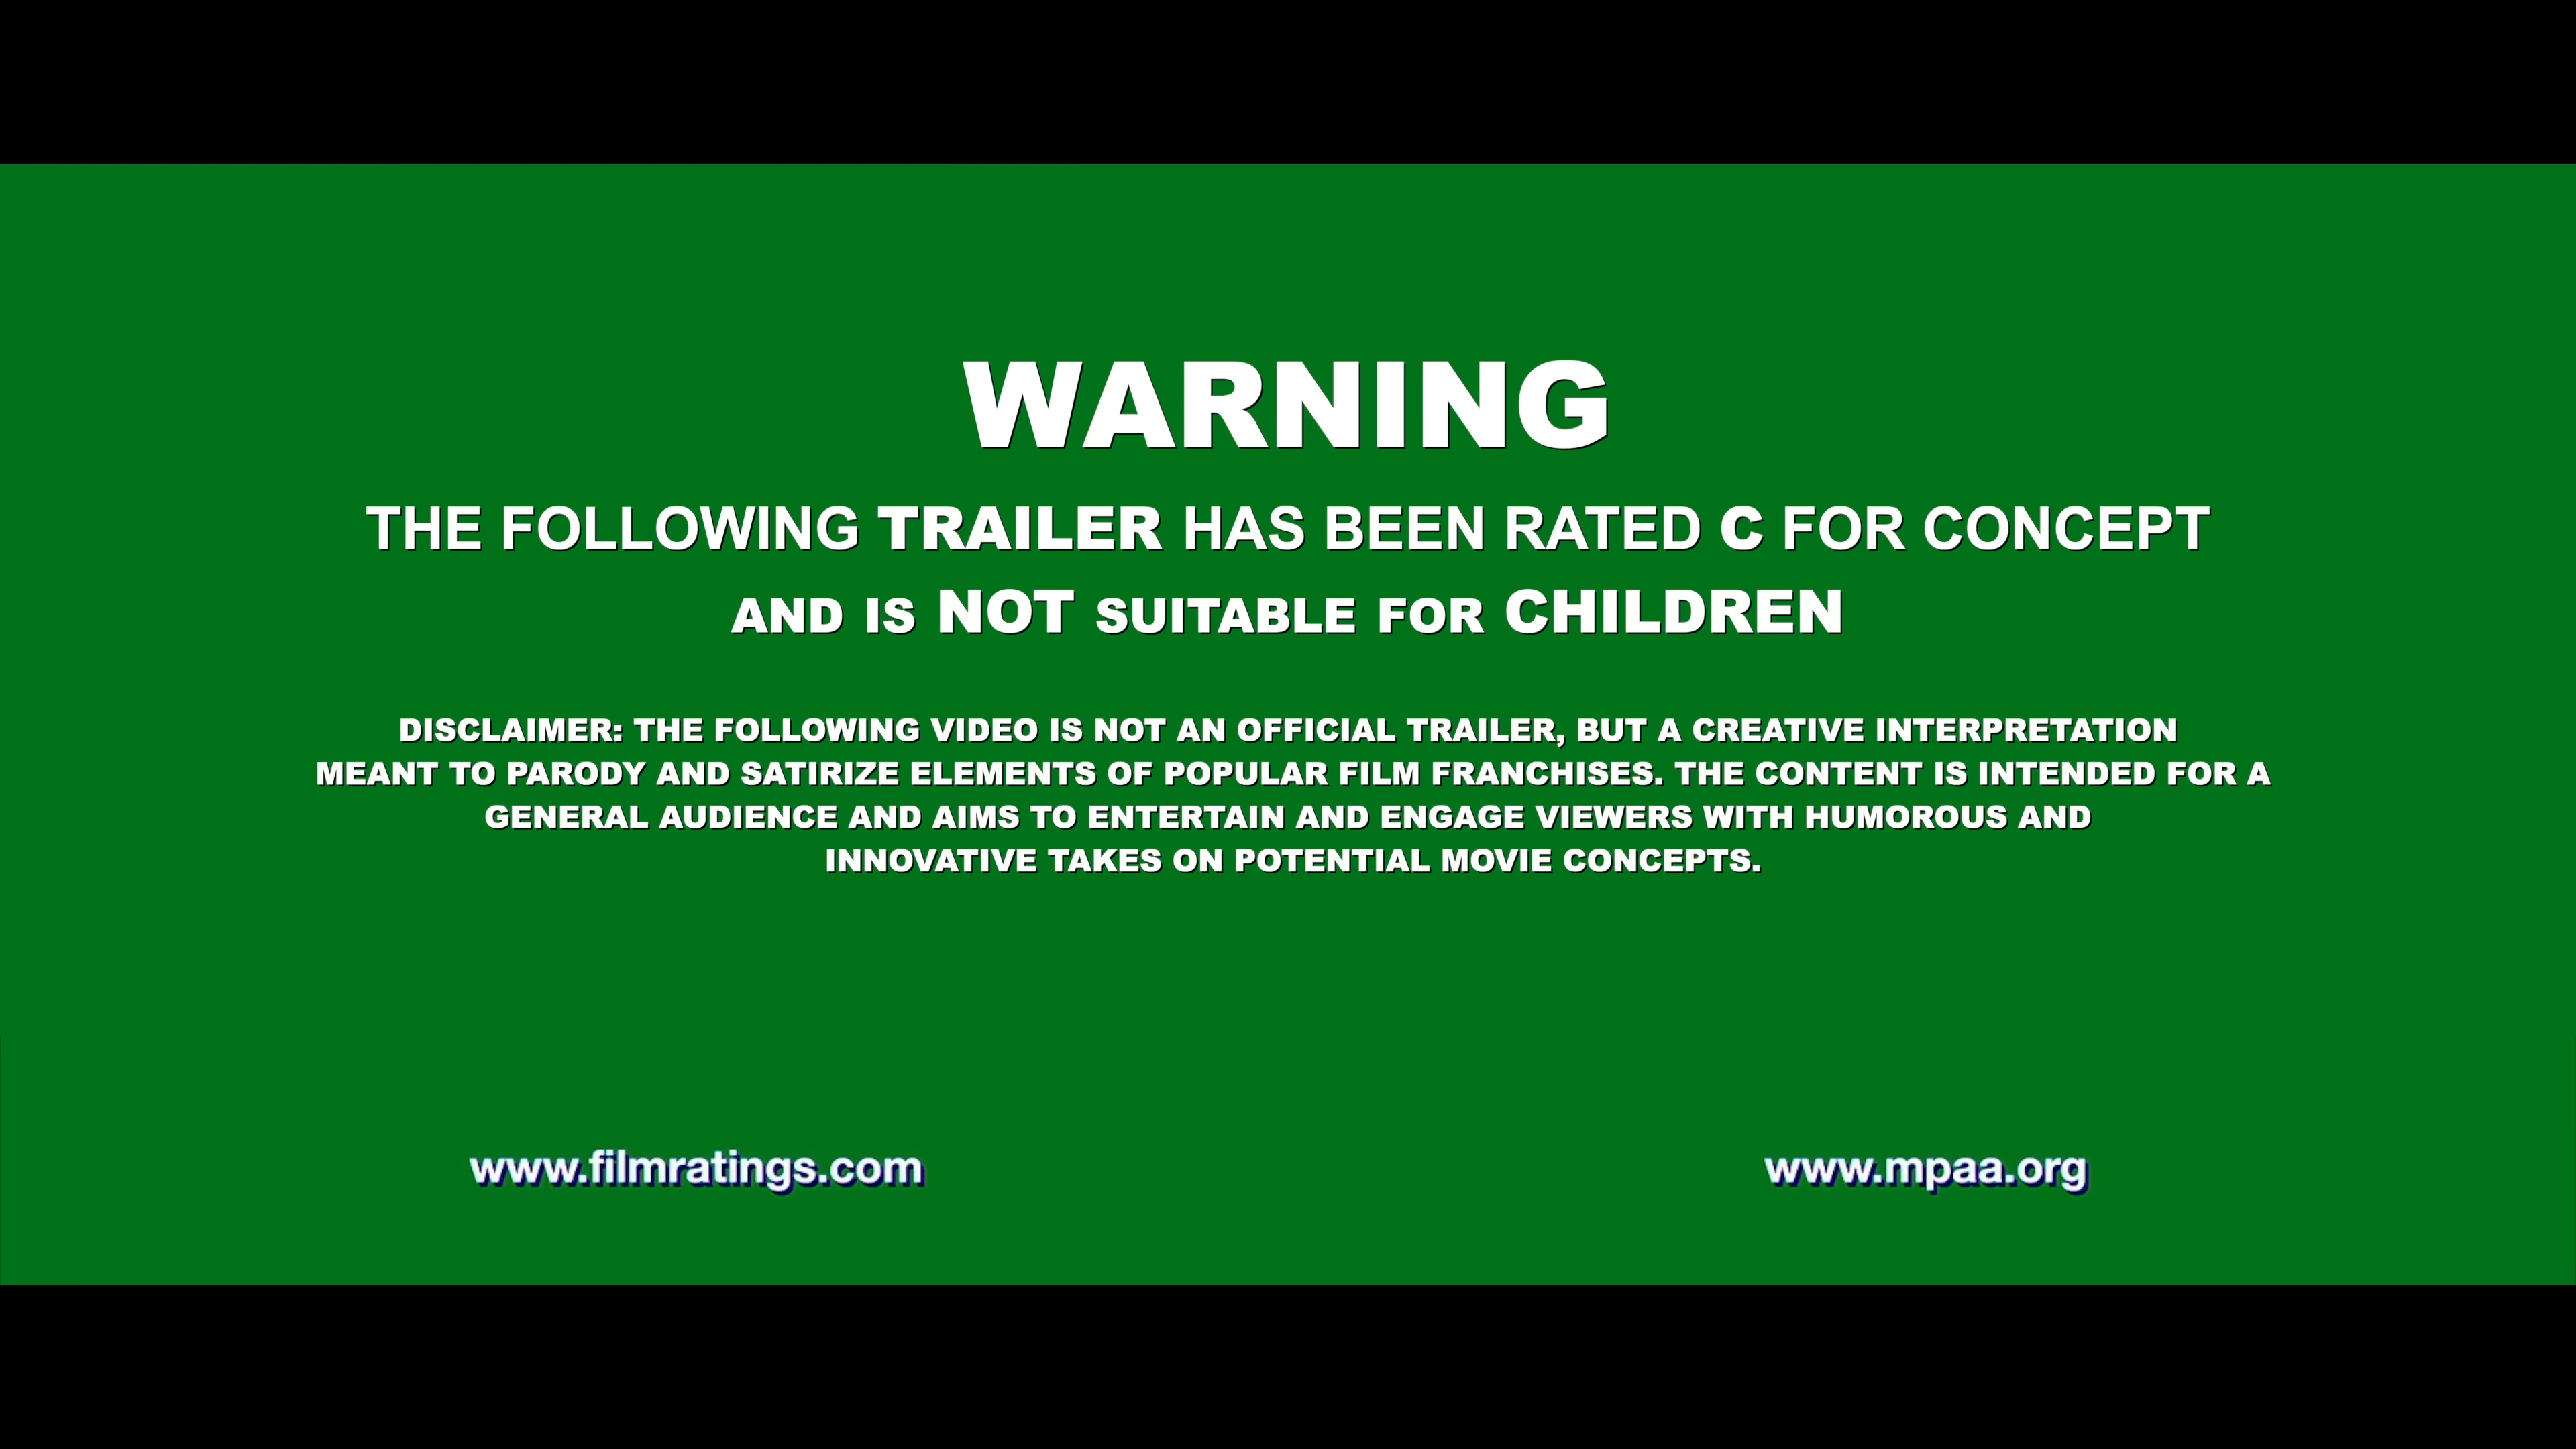 WARNING
THE FOLLOWING TRAILER HAS BEEN RATED C FOR CONCEPT
AND IS NOT SUITABLE FOR CHILDREN
DISCLAIMER: THE FOLLOWING VIDEO IS NOT AN OFFICIAL TRAILER, BUT A CREATIVE INTERPRETATION
MEANT TO PARODY AND SATIRIZE ELEMENTS OF POPULAR FILM FRANCHISES. THE CONTENT IS INTENDED FOR A
GENERAL AUDIENCE AND AIMS TO ENTERTAIN AND ENGAGE VIEWERS WITH HUMOROUS AND
INNOVATIVE TAKES ON POTENTIAL MOVIE CONCEPTS.
www.filmratings.com
www.mpaa.org